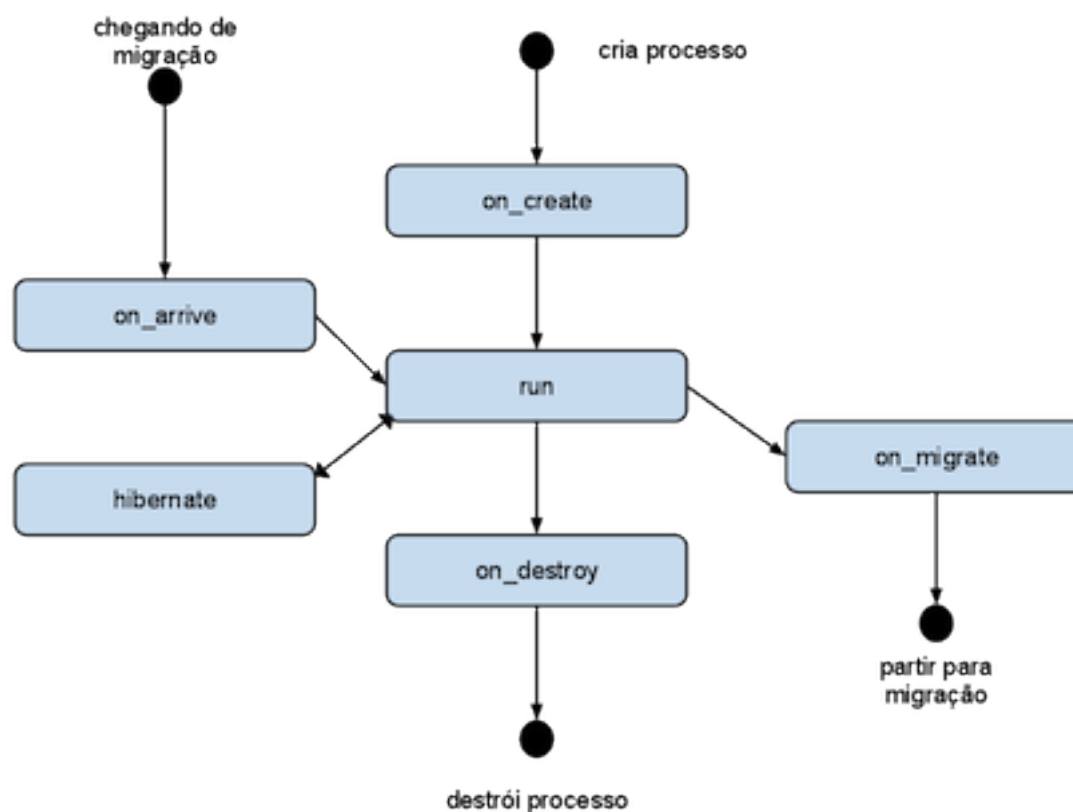 chegando de
migração
cria processo
on_create
on_arrive
run
on_migrate
hibernate
on_destroy
partir para
migração
destrói processo